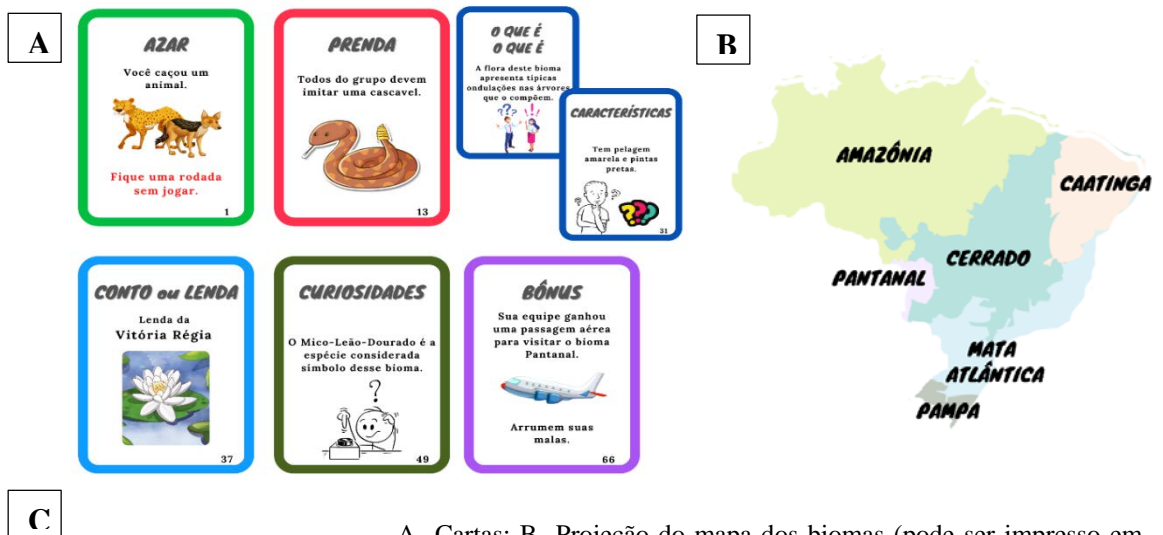 A
AZAR
Você caçou um
animal.
Fique uma rodada
sem jogar.
1
PRENDA
Todos do grupo devem
imitar uma cascavel.
13
O QUE É
O QUE É
A flora deste bioma
apresenta típicas
ondulações nas árvores
que o compõem.
CARACTERÍSTICAS
Tem pelagem
amarela e pintas
pretas.
31
CONTO ou LENDA
Lenda da
Vitória Régia
37
CURIOSIDADES
O Mico-Leão-Dourado é a
espécie considerada
símbolo desse bioma.
49
BÔNUS
Sua equipe ganhou
uma passagem aérea
para visitar o bioma
Pantanal.
Arrumem suas
malas.
66
B
AMAZÔNIA
CAATINGA
CERRADO
PANTANAL
MATA
ATLÂNTICA
PAMPA
C
A. Cartas; B. Projeção do mapa dos biomas (pode ser impresso em